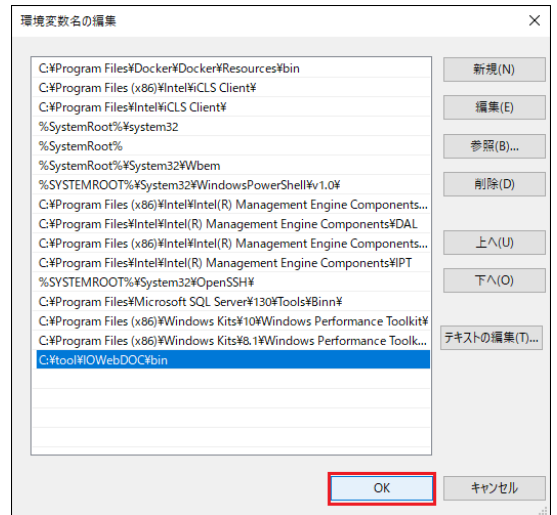 環境変数名の編集
C:¥Program Files¥Docker¥Docker¥Resources¥bin
C:¥Program Files (x86)¥Intel¥iCLS Client¥
C:¥Program Files¥Intel¥iCLS Client¥
%SystemRoot%¥system32
%SystemRoot%
%SystemRoot%¥System32¥Wbem
%SYSTEMROOT%¥System32¥WindowsPowerShell¥v1.0¥
C:¥Program Files (x86)¥Intel¥Intel(R) Management Engine Components...
C:¥Program Files¥Intel¥Intel(R) Management Engine Components¥DAL
C:¥Program Files (x86)¥Intel¥Intel(R) Management Engine Components...
C:¥Program Files¥Intel¥Intel(R) Management Engine Components¥IPT
%SYSTEMROOT%¥System32¥OpenSSH¥
C:¥Program Files¥Microsoft SQL Server¥130¥Tools¥Binn¥
C:¥Program Files (x86)¥Windows Kits¥10¥Windows Performance Toolkit¥
C:¥Program Files (x86)¥Windows Kits¥8.1¥Windows Performance Toolk...
C:¥tool¥IOWebDOC¥bin
新規(N)
編集(E)
参照(B)...
削除(D)
上へ(U)
下へ(O)
テキストの編集(T)...
OK
キャンセル